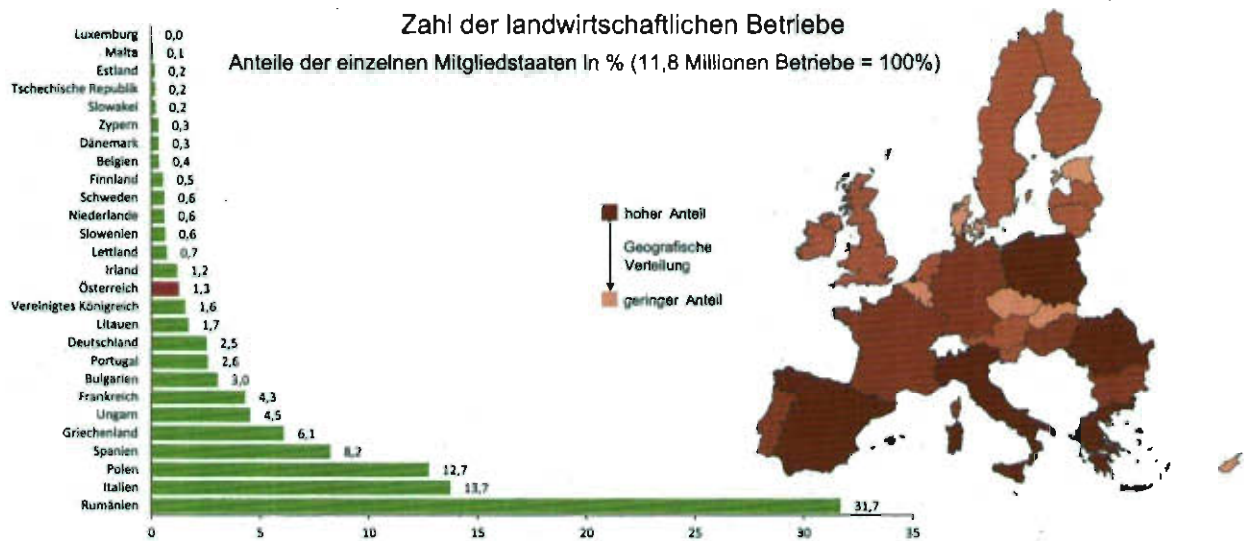 Zahl der landwirtschaftlichen Betriebe
Anteile der einzelnen Mitgliedstaaten in % (11,8 Millionen Betriebe = 100%)
Luxemburg 0,0
Malta 0,1
Estland 0,2
Tschechische Republik 0,2
Slowakei 0,2
Zypern 0,3
Dänemark 0,3
Belgien 0,4
Finnland 0,5
Schweden 0,6
Niederlande 0,6
Slowenien 0,6
Lettland 0,7
Irland 1,2
Österreich 1,3
Vereinigtes Königreich 1,6
Litauen 1,7
Deutschland 2,5
Portugal 2,6
Bulgarien 3,0
Frankreich 4,3
Ungarn 4,5
Griechenland 6,1
Spanien 8,2
Polen 12,7
Italien 13,7
Rumänien 31,7
0 5 10 15 20 25 30 35
hoher Anteil
Geografische
Verteilung
geringer Anteil